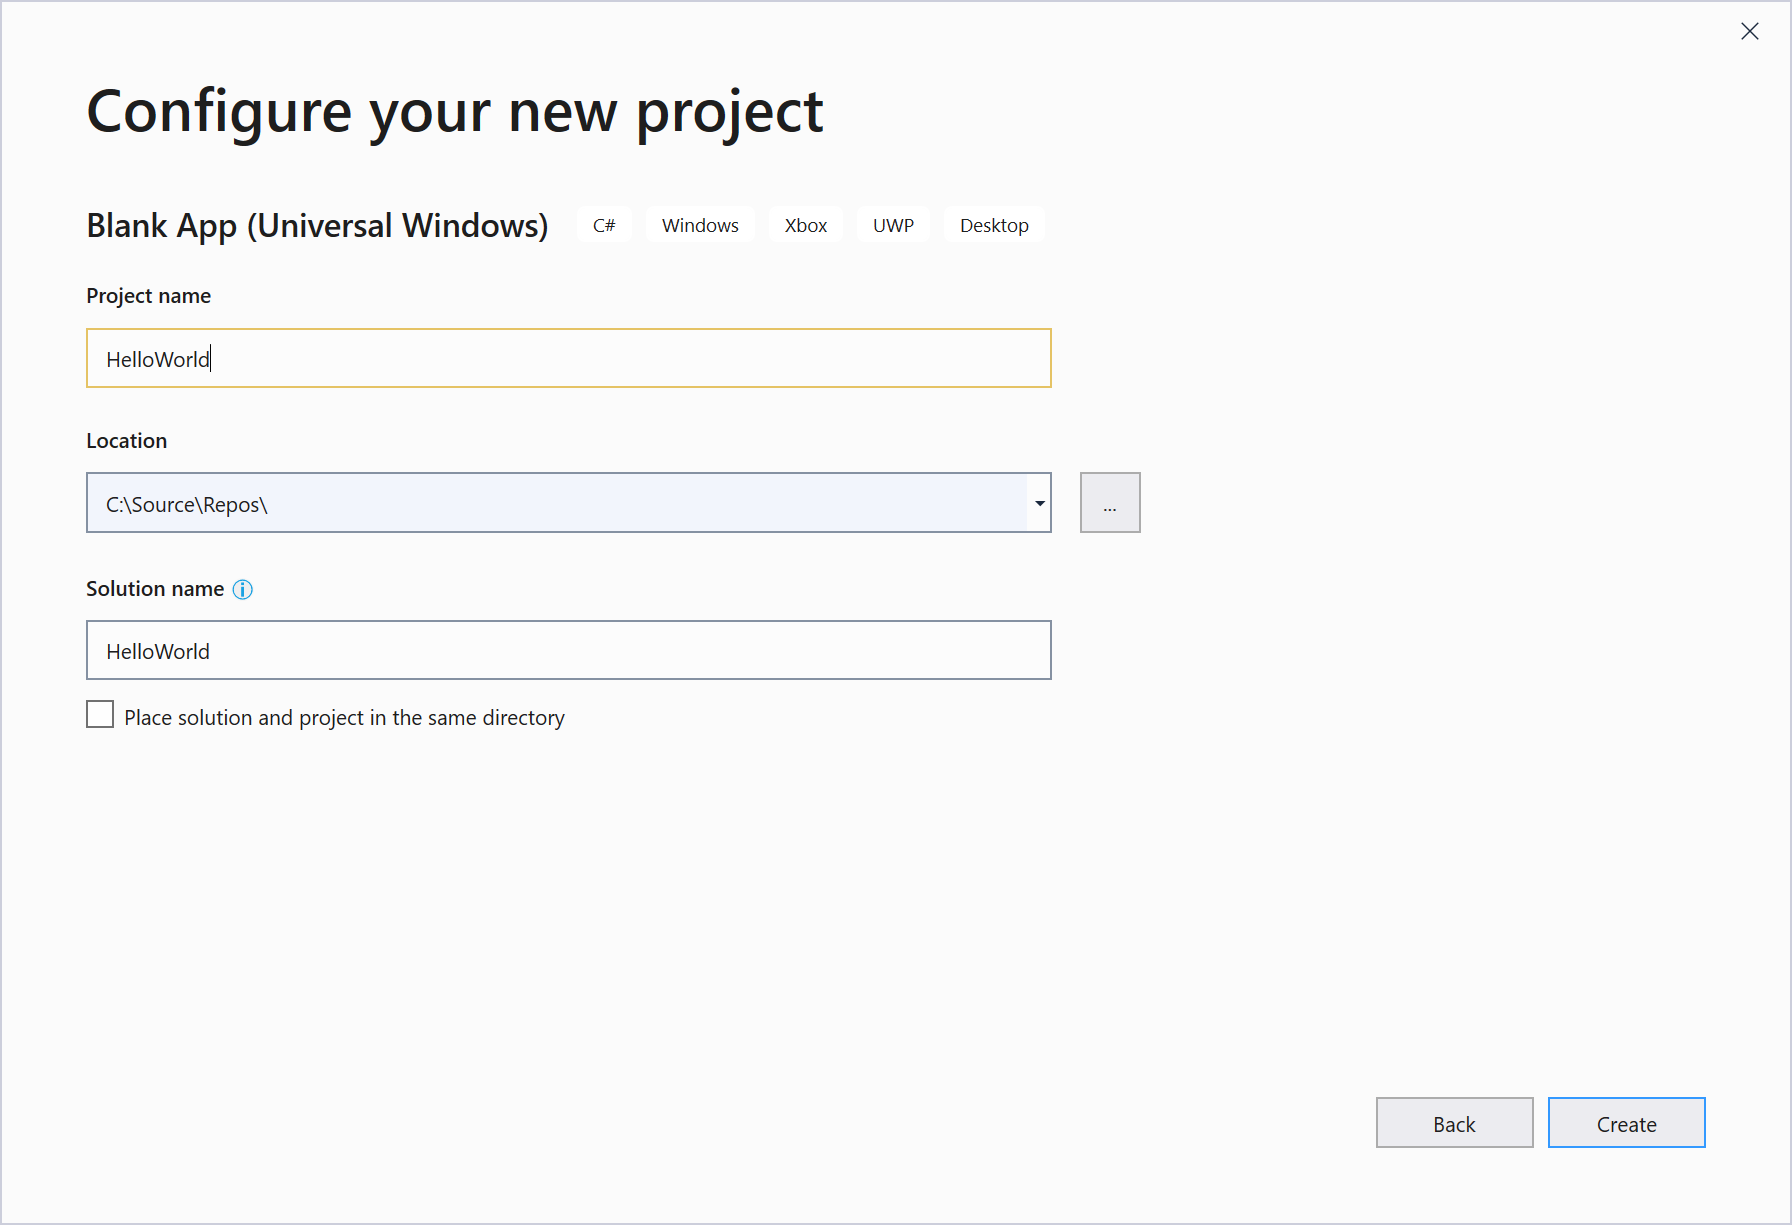 Configure your new project
Blank App (Universal Windows) C# Windows Xbox UWP Desktop
Project name
HelloWorld
Location
C:\Source\Repos\
...
Solution name
HelloWorld
Place solution and project in the same directory
Back Create